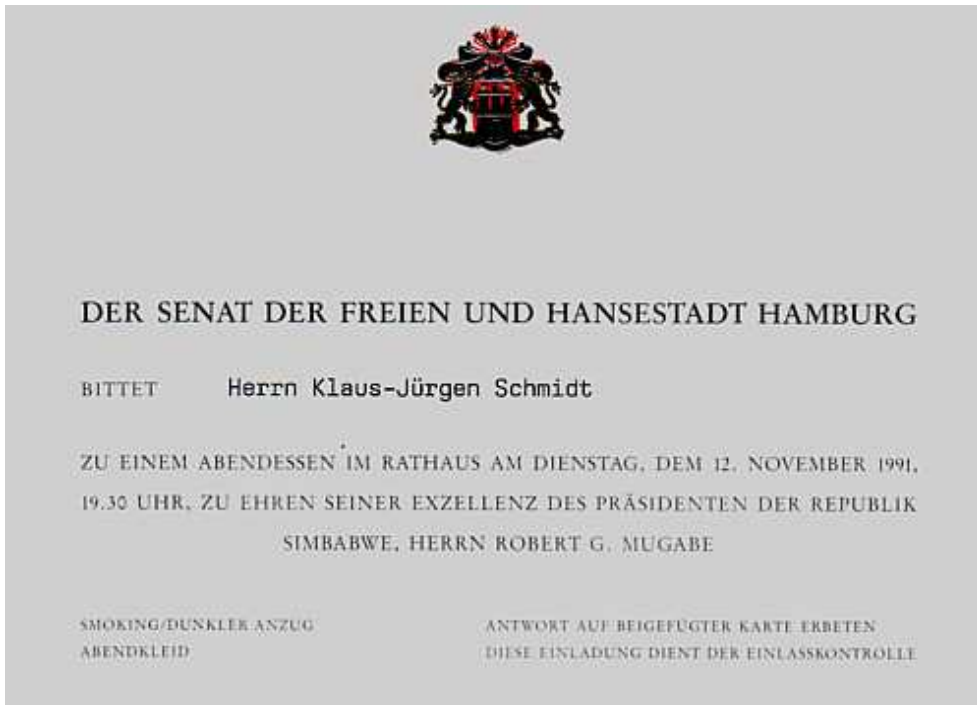 DER SENAT DER FREIEN UND HANSESTADT HAMBURG
BITTET Herrn Klaus-Jürgen Schmidt
ZU EINEM ABENDESSEN IM RATHAUS AM DIENSTAG, DEM 12. NOVEMBER 1991,
19.30 UHR, ZU EHREN SEINER EXZELLENZ DES PRÄSIDENTEN DER REPUBLIK
SIMBABWE, HERRN ROBERT G. MUGABE
SMOKING/DUNKLER ANZUG
ABENDKLEID
ANTWORT AUF BEIGEFÜGTER KARTE ERBETEN
DIESE EINLADUNG DIENT DER EINLASSKONTROLLE